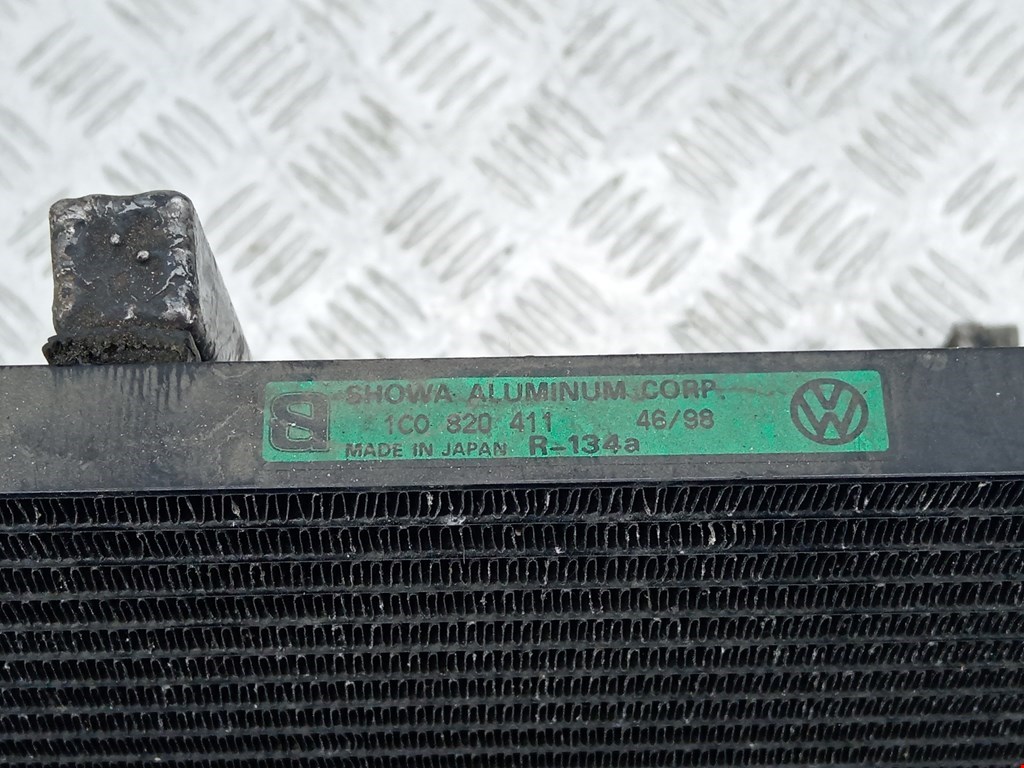 SHOWA ALUMINUM CORP.
1C0 820 411 46/98
MADE IN JAPAN R-134a